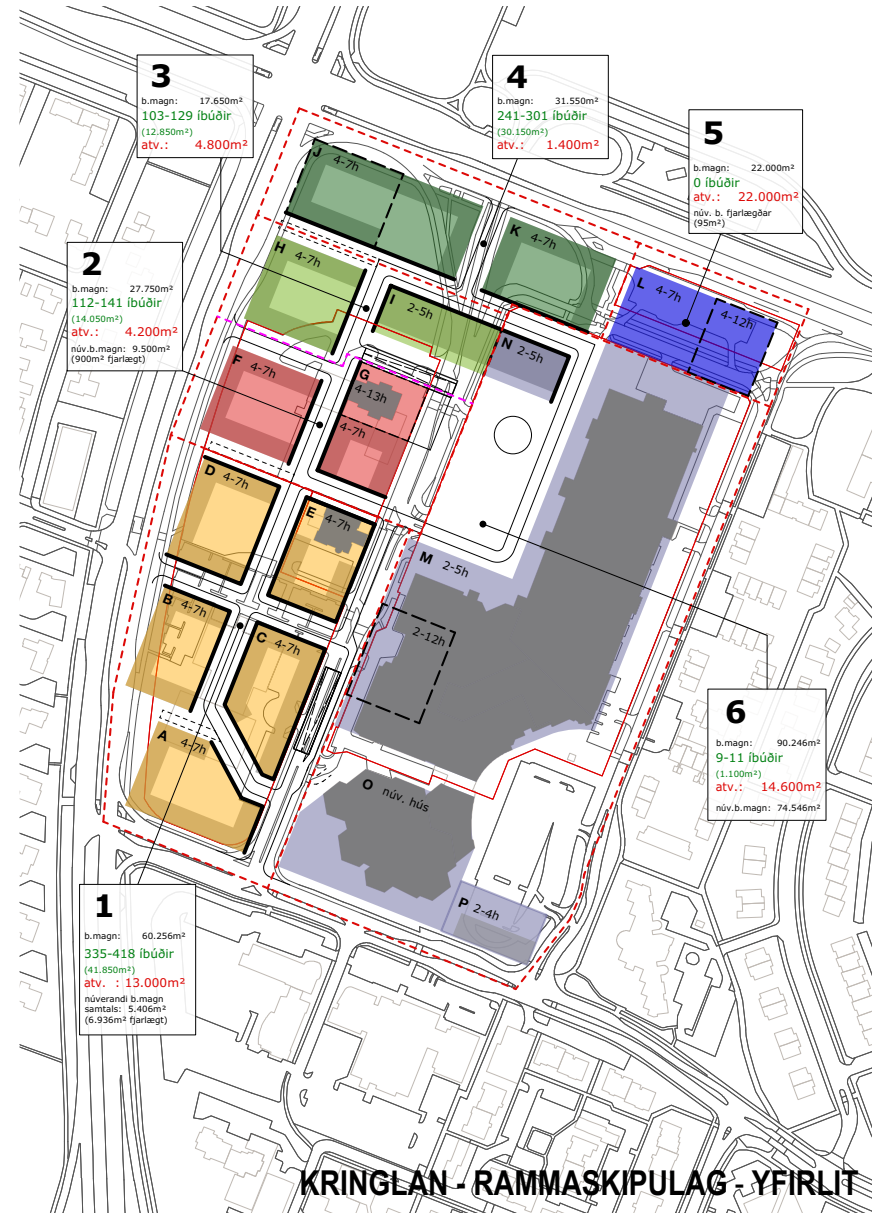 3
b.magn: 17.650m²
103-129 íbúðir
(12.850m²)
atv.: 4.800m²
4
b.magn: 31.550m²
241-301 íbúðir
(30.150m²)
atv.: 1.400m²
5
b.magn: 22.000m²
0 íbúðir
atv.: 22.000m²
núv. b. fjarlægðar
(95m²)
2
b.magn: 27.750m²
112-141 íbúðir
(14.050m²)
atv.: 4.200m²
núv.b.magn: 9.500m²
(900m² fjarlægt)
J 4-7h
K 4-7h
H 4-7h
L 4-7h
4-12h
I 2-5h
N 2-5h
F 4-7h
G
4-13h
4-7h
D 4-7h
E 4-7h
M 2-5h
B 4-7h
C 4-7h
2-12h
A 4-7h
O núv. hús
P 2-4h
6
b.magn: 90.246m²
9-11 íbúðir
(1.100m²)
atv.: 14.600m²
núv.b.magn: 74.546m²
1
b.magn: 60.256m²
335-418 íbúðir
(41.850m²)
atv. : 13.000m²
núverandi b.magn
samtals: 5.406m²
(6.936m² fjarlægt)
KRINGLAN - RAMMASKIPULAG - YFIRLIT